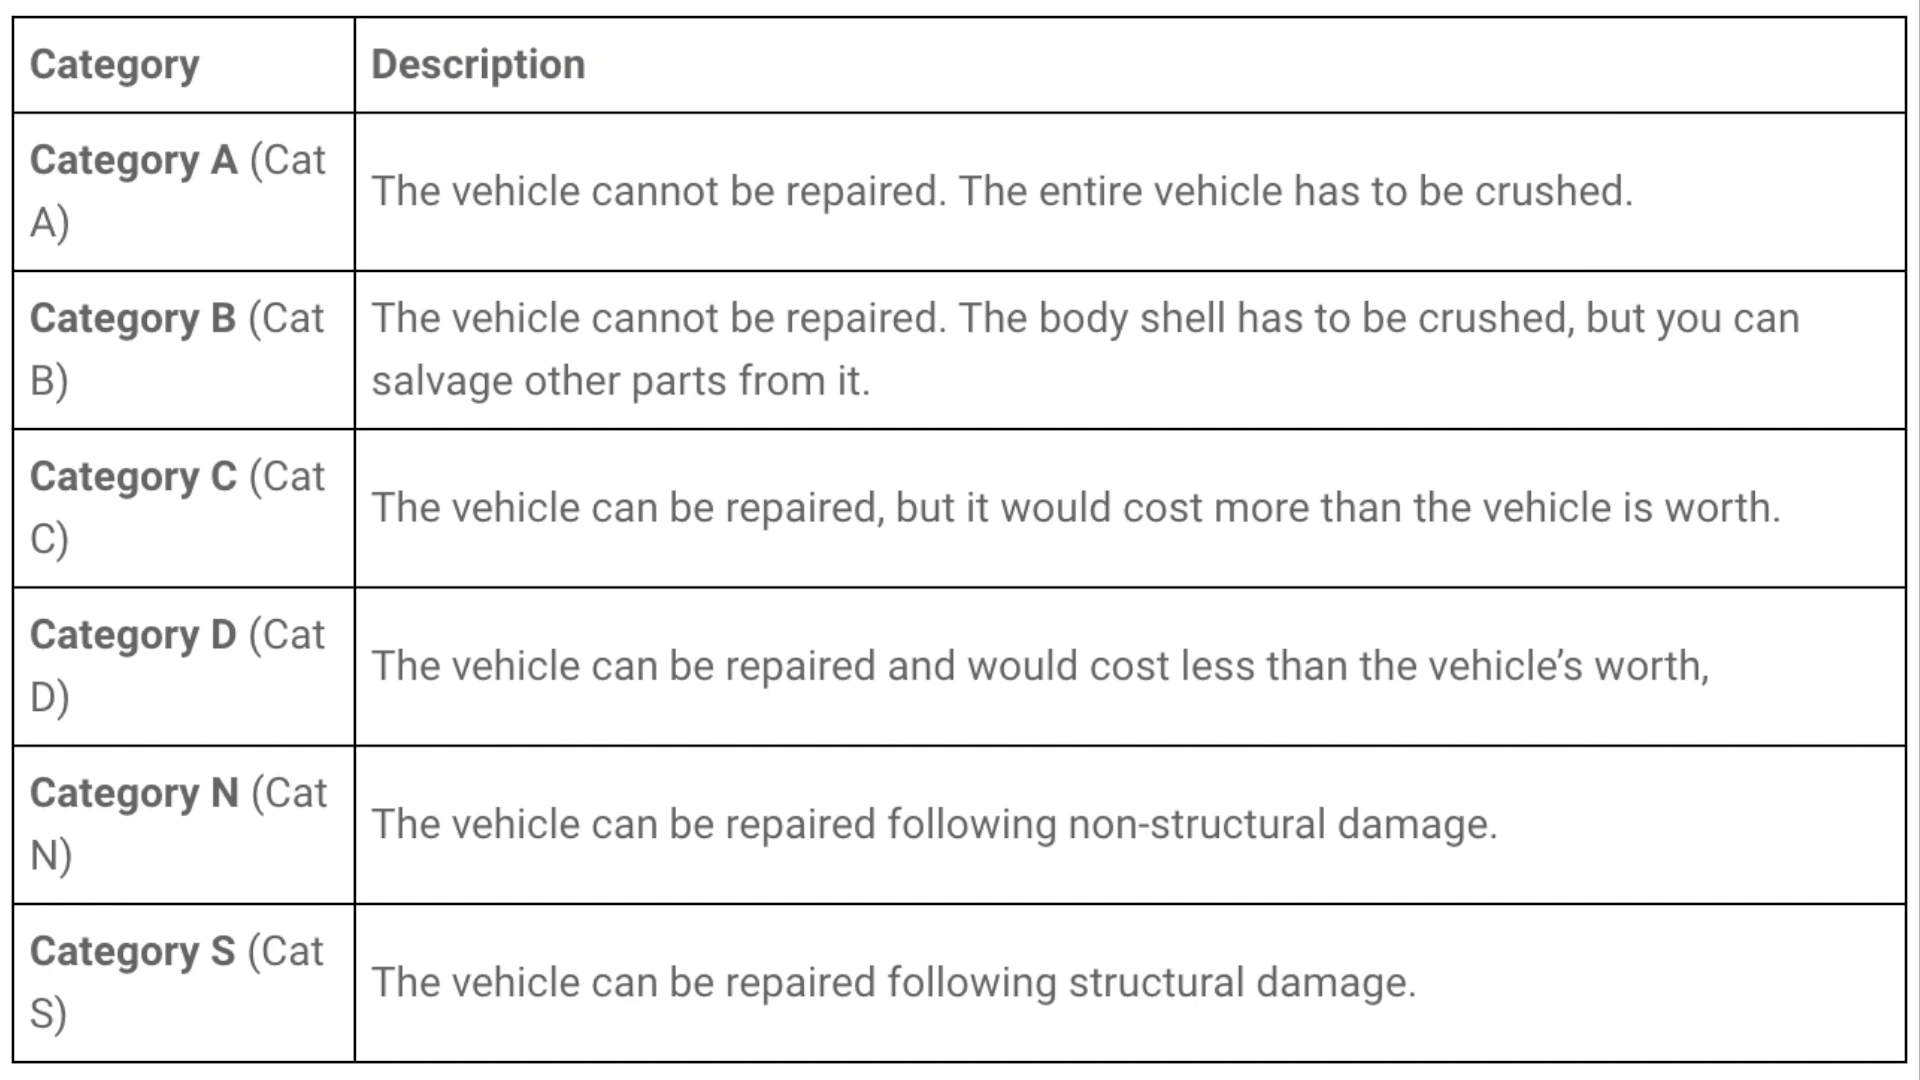 Category
Description
Category A (Cat
A)
The vehicle cannot be repaired. The entire vehicle has to be crushed.
Category B (Cat
B)
The vehicle cannot be repaired. The body shell has to be crushed, but you can
salvage other parts from it.
Category C (Cat
C)
The vehicle can be repaired, but it would cost more than the vehicle is worth.
Category D (Cat
D)
The vehicle can be repaired and would cost less than the vehicle’s worth,
Category N (Cat
N)
The vehicle can be repaired following non-structural damage.
Category S (Cat
S)
The vehicle can be repaired following structural damage.